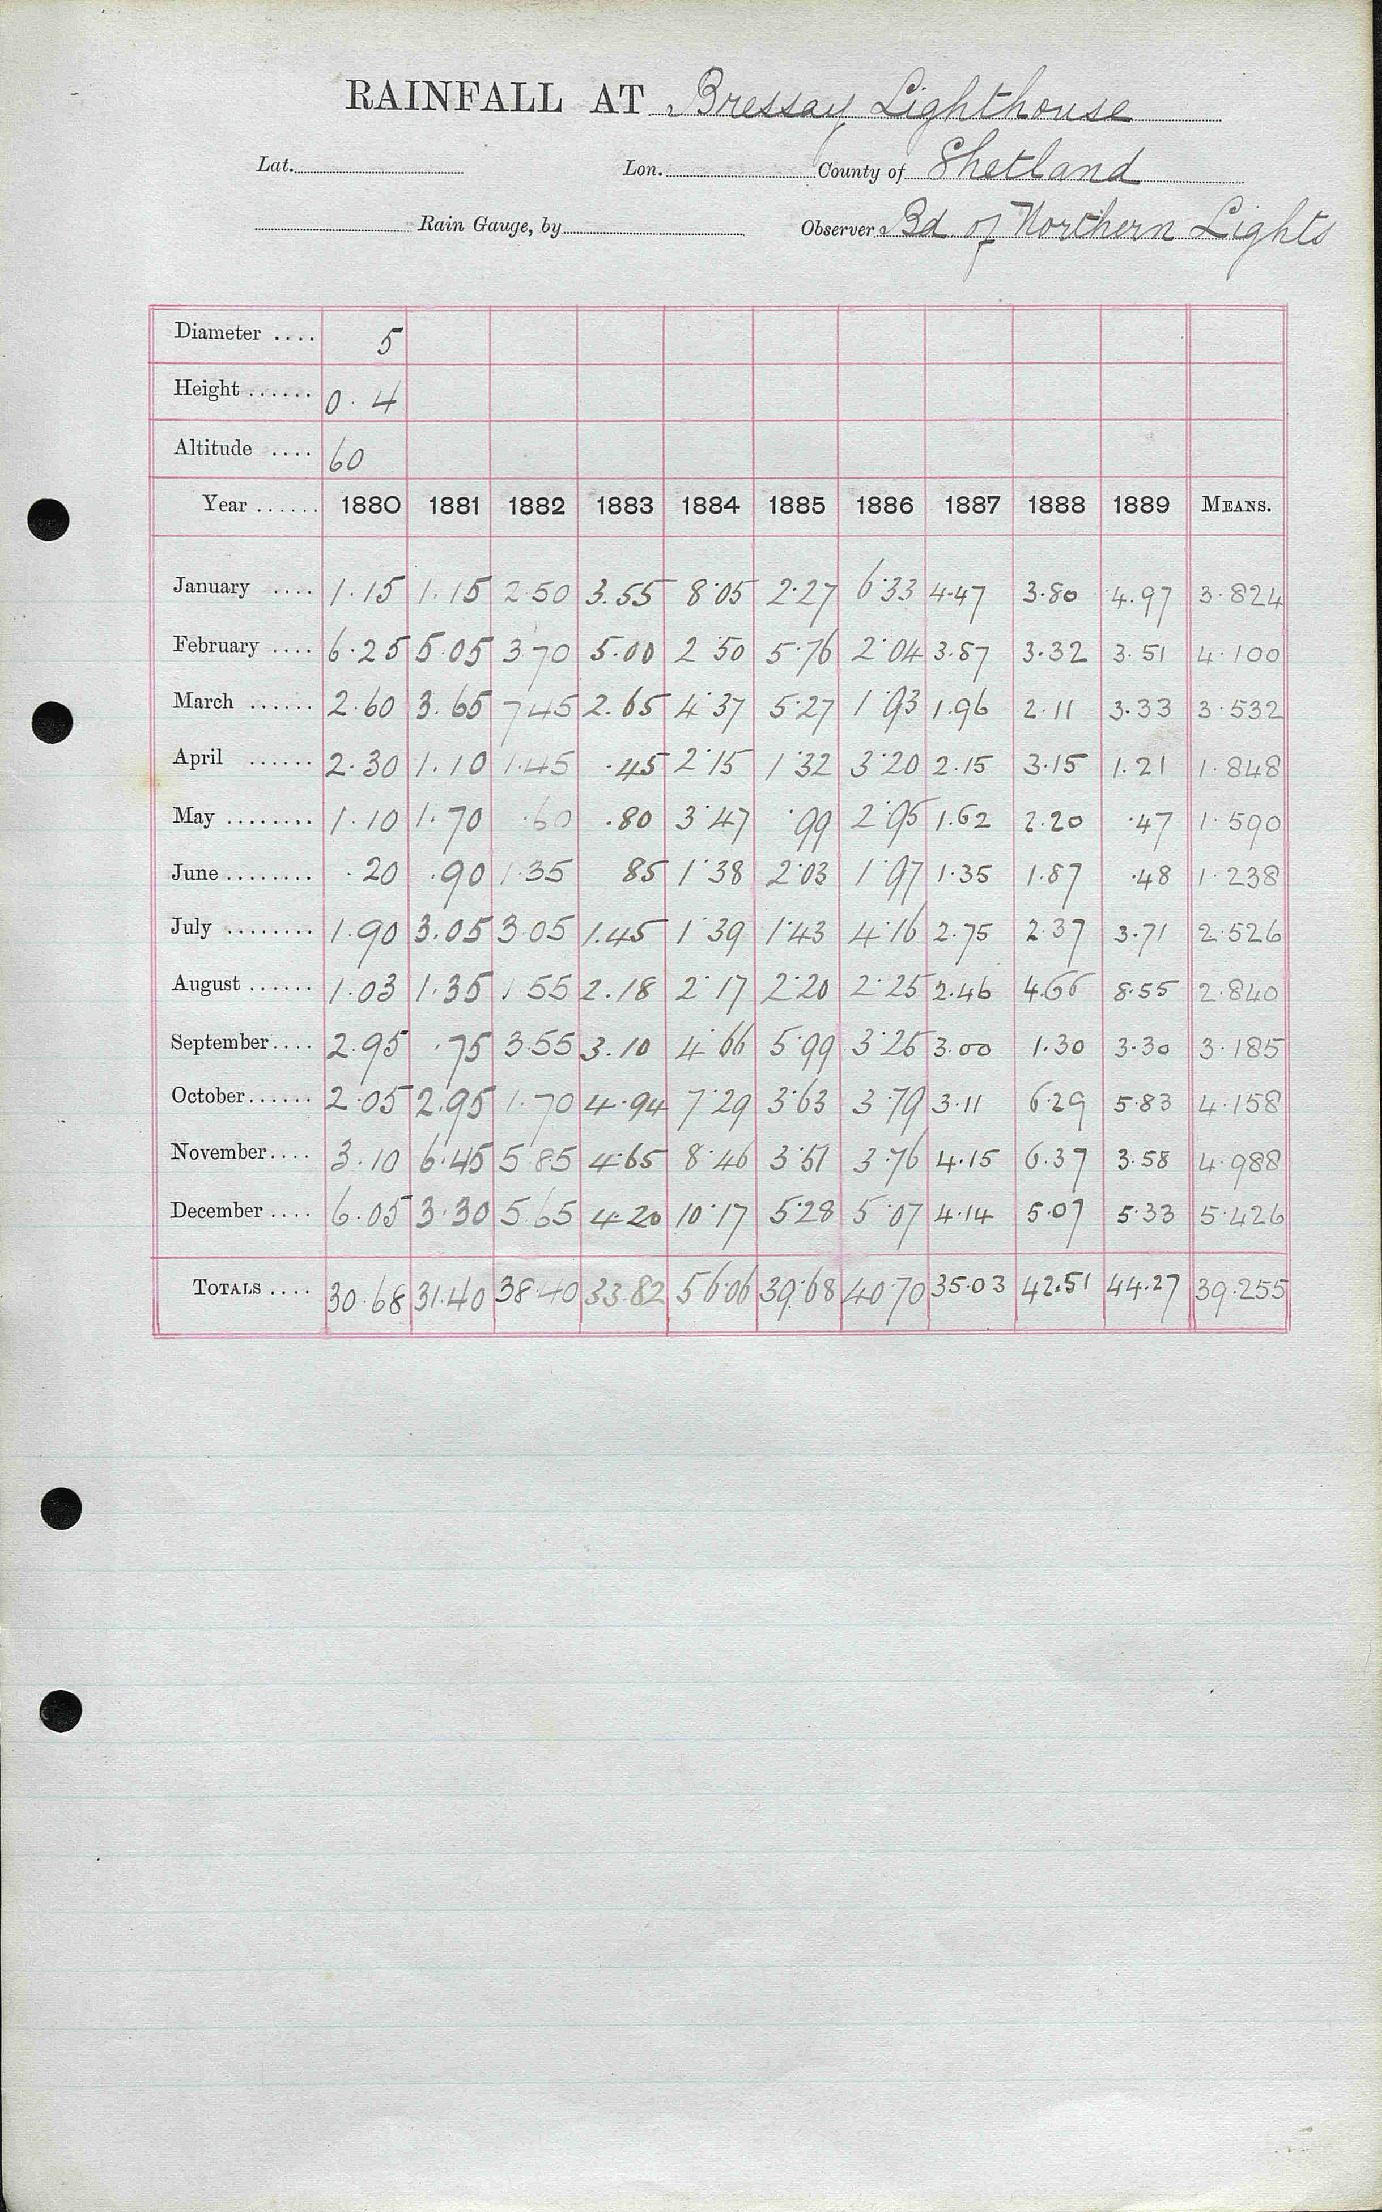 RAINFALL AT Bressay Lighthouse
Lat. Lon. County of Shetland
Rain Gauge, by Observer Bd of Northern Lights
Diameter .... 5
Height ...... 0.4
Altitude .... 60
Year ...... 1880 1881 1882 1883 1884 1885 1886 1887 1888 1889 MEANS.
January .... 1.15 1.15 2.50 3.55 8.05 2.27 6.33 4.47 3.80 4.97 3.824
February .... 6.25 5.05 3.70 5.00 2.50 5.76 2.04 3.87 3.32 3.51 4.100
March ...... 2.60 3.65 7.45 2.65 4.37 5.27 1.93 1.96 2.11 3.33 3.532
April ...... 2.30 1.10 1.45 .45 2.15 1.32 3.20 2.15 3.15 1.21 1.848
May ........ 1.10 1.70 .60 .80 3.47 .99 2.95 1.62 2.20 .47 1.590
June ........ .20 .90 1.35 85 1.38 2.03 1.97 1.35 1.87 .48 1.238
July ........ 1.90 3.05 3.05 1.45 1.39 1.43 4.16 2.75 2.37 3.71 2.526
August ...... 1.03 1.35 1.55 2.18 2.17 2.20 2.25 2.46 4.66 8.55 2.840
September .... 2.95 .75 3.55 3.10 4.66 5.99 3.25 3.00 1.30 3.30 3.185
October ...... 2.05 2.95 1.70 4.94 7.29 3.63 3.79 3.11 6.29 5.83 4.158
November .... 3.10 6.45 5.85 4.65 8.46 3.51 3.76 4.15 6.37 3.58 4.988
December .... 6.05 3.30 5.65 4.20 10.17 5.28 5.07 4.14 5.07 5.33 5.426
TOTALS .... 30.68 31.40 38.40 33.82 56.06 39.68 40.70 35.03 42.51 44.27 39.255